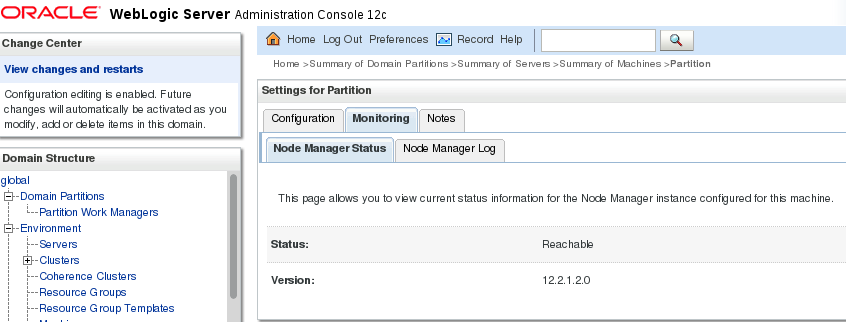 ORACLE WebLogic Server Administration Console 12c
Change Center
View changes and restarts
Configuration editing is enabled. Future
changes will automatically be activated as you
modify, add or delete items in this domain.
Domain Structure
global
Domain Partitions
Partition Work Managers
Environment
Servers
Clusters
Coherence Clusters
Resource Groups
Resource Group Templates
Home Log Out Preferences Record Help
Home >Summary of Domain Partitions >Summary of Servers >Summary of Machines >Partition
Settings for Partition
Configuration Monitoring Notes
Node Manager Status Node Manager Log
This page allows you to view current status information for the Node Manager instance configured for this machine.
Status: Reachable
Version: 12.2.1.2.0